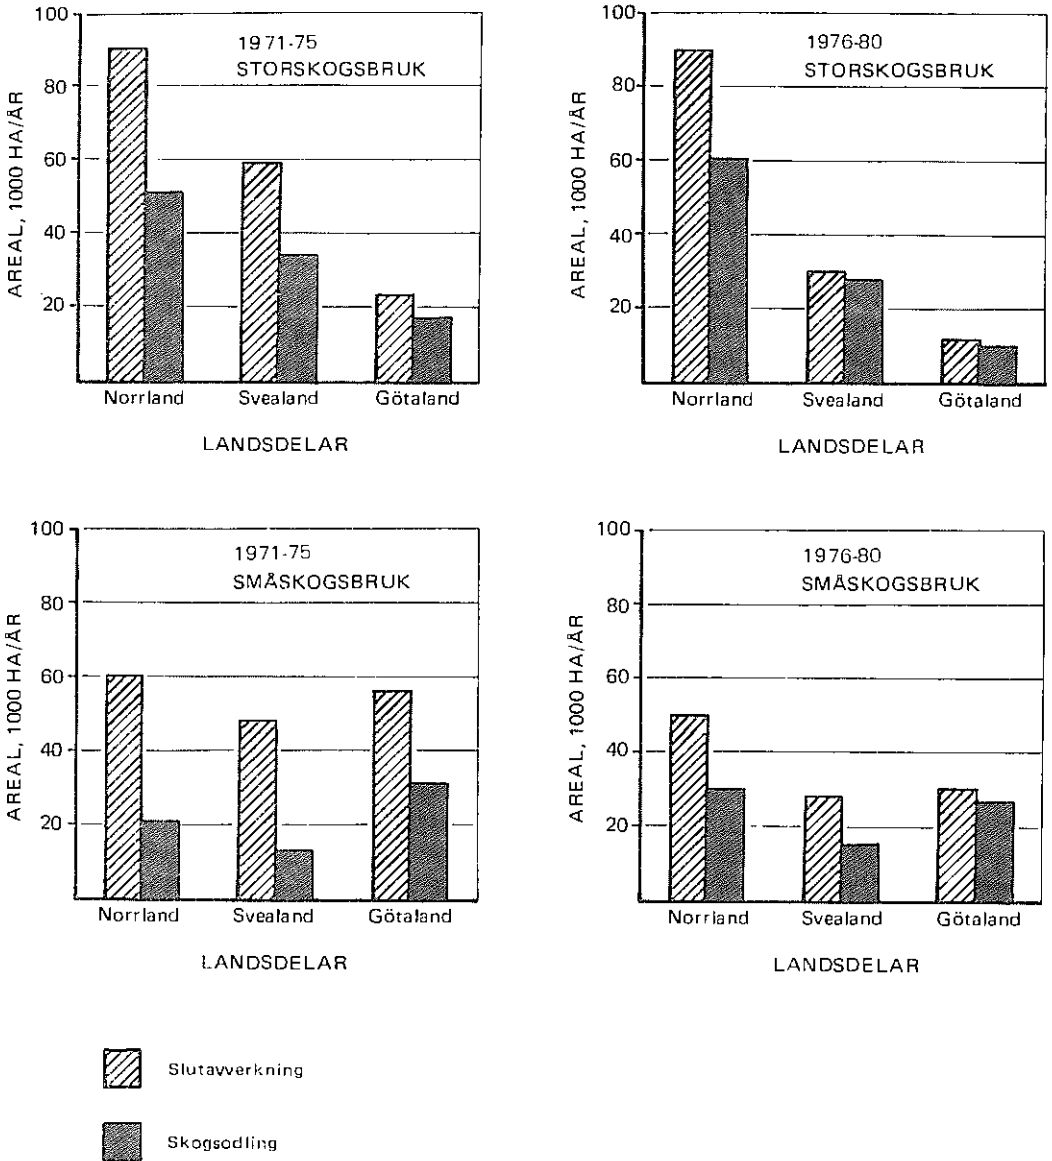 1971-75
STORSKOGSBRUK
AREAL, 1000 HA/ÅR
100
80
60
40
20
Norrland Svealand Götaland
LANDSDELAR
1976-80
STORSKOGSBRUK
AREAL, 1000 HA/ÅR
100
80
60
40
20
Norrland Svealand Götaland
LANDSDELAR
1971-75
SMÅSKOGSBRUK
AREAL, 1000 HA/ÅR
100
80
60
40
20
Norrland Svealand Götaland
LANDSDELAR
1976-80
SMÅSKOGSBRUK
AREAL, 1000 HA/ÅR
100
80
60
40
20
Norrland Svealand Götaland
LANDSDELAR
Slutavverkning
Skogsodling